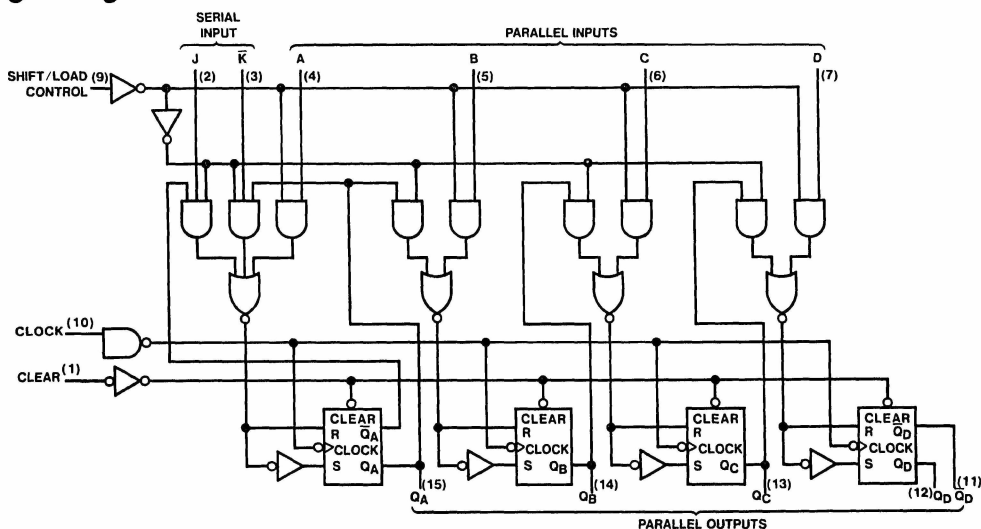 SERIAL
INPUT
PARALLEL INPUTS
J K̅ A B C D
SHIFT/LOAD (9) (2) (3) (4) (5) (6) (7)
CONTROL
CLOCK (10)
CLEAR (1)
CLEAR CLEAR CLEAR CLEAR
R Q̅A R R R Q̅D
CLOCK CLOCK CLOCK CLOCK
S QA S QB S QC S QD
(15) (14) (13) (11)
QA QB QC (12) QD Q̅D
PARALLEL OUTPUTS